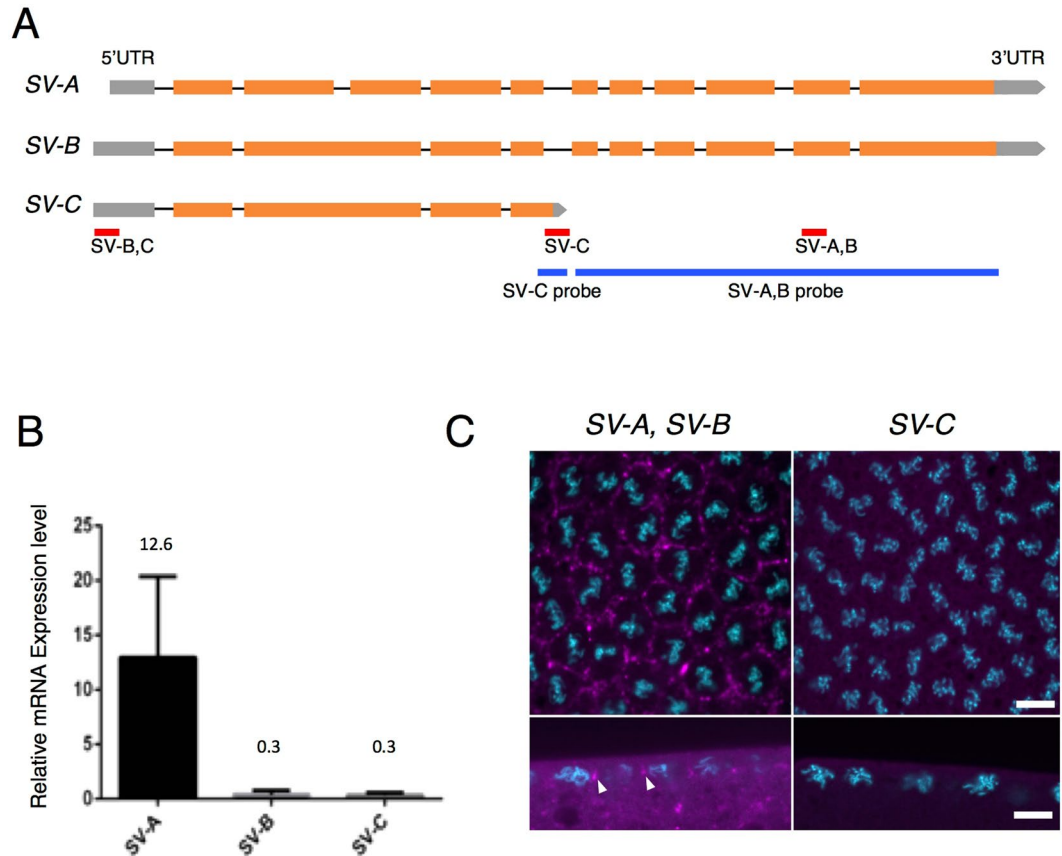 A
5'UTR 3'UTR
SV-A
SV-B
SV-C
SV-B,C SV-C SV-A,B
SV-C probe SV-A,B probe
B
Relative mRNA Expression level
25
20
15
10
5
0
12.6
0.3
0.3
SV-A
SV-B
SV-C
C
SV-A, SV-B SV-C